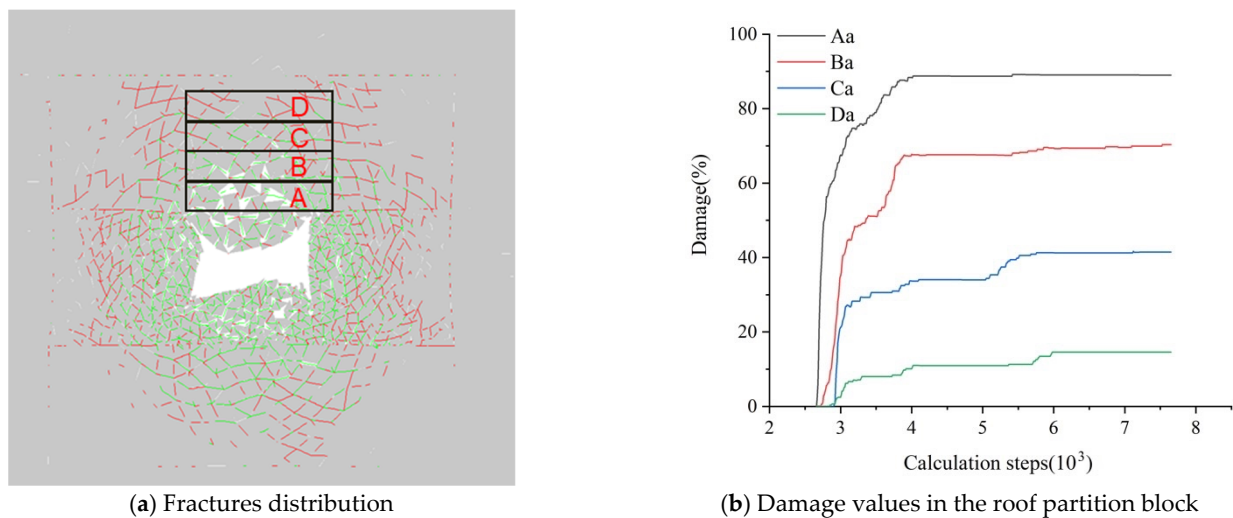 D
C
B
A
(a) Fractures distribution
100
80
60
40
20
0
Damage(%)
Aa
Ba
Ca
Da
2 3 4 5 6 7 8
Calculation steps(10³)
(b) Damage values in the roof partition block